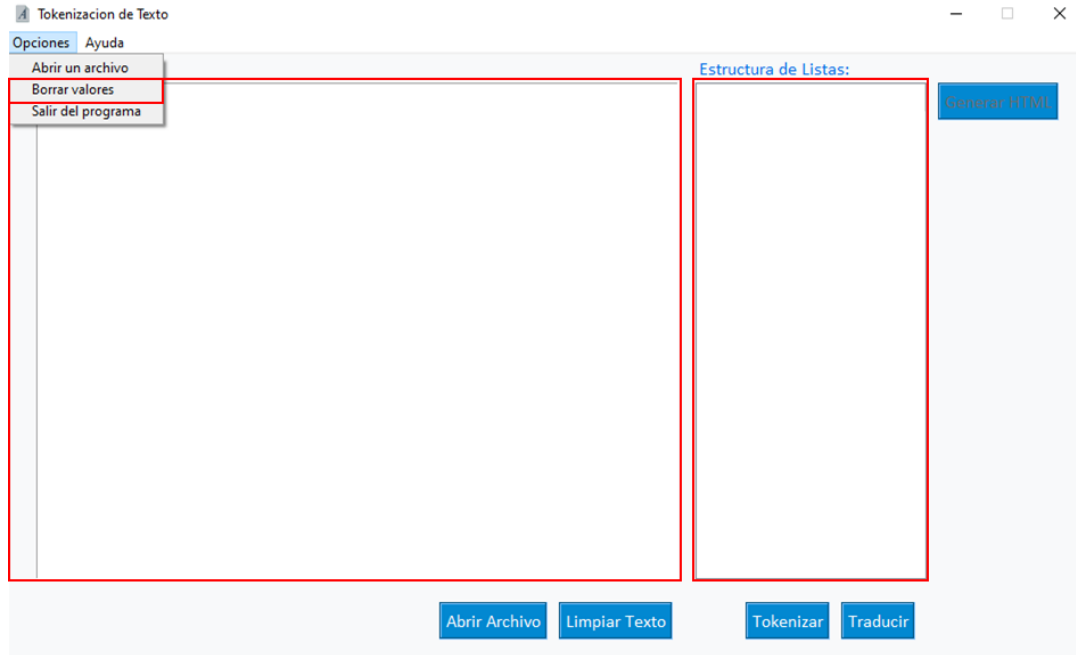 Tokenizacion de Texto
Opciones Ayuda
Abrir un archivo
Borrar valores
Salir del programa
Estructura de Listas:
Generar HTML
Abrir Archivo
Limpiar Texto
Tokenizar
Traducir